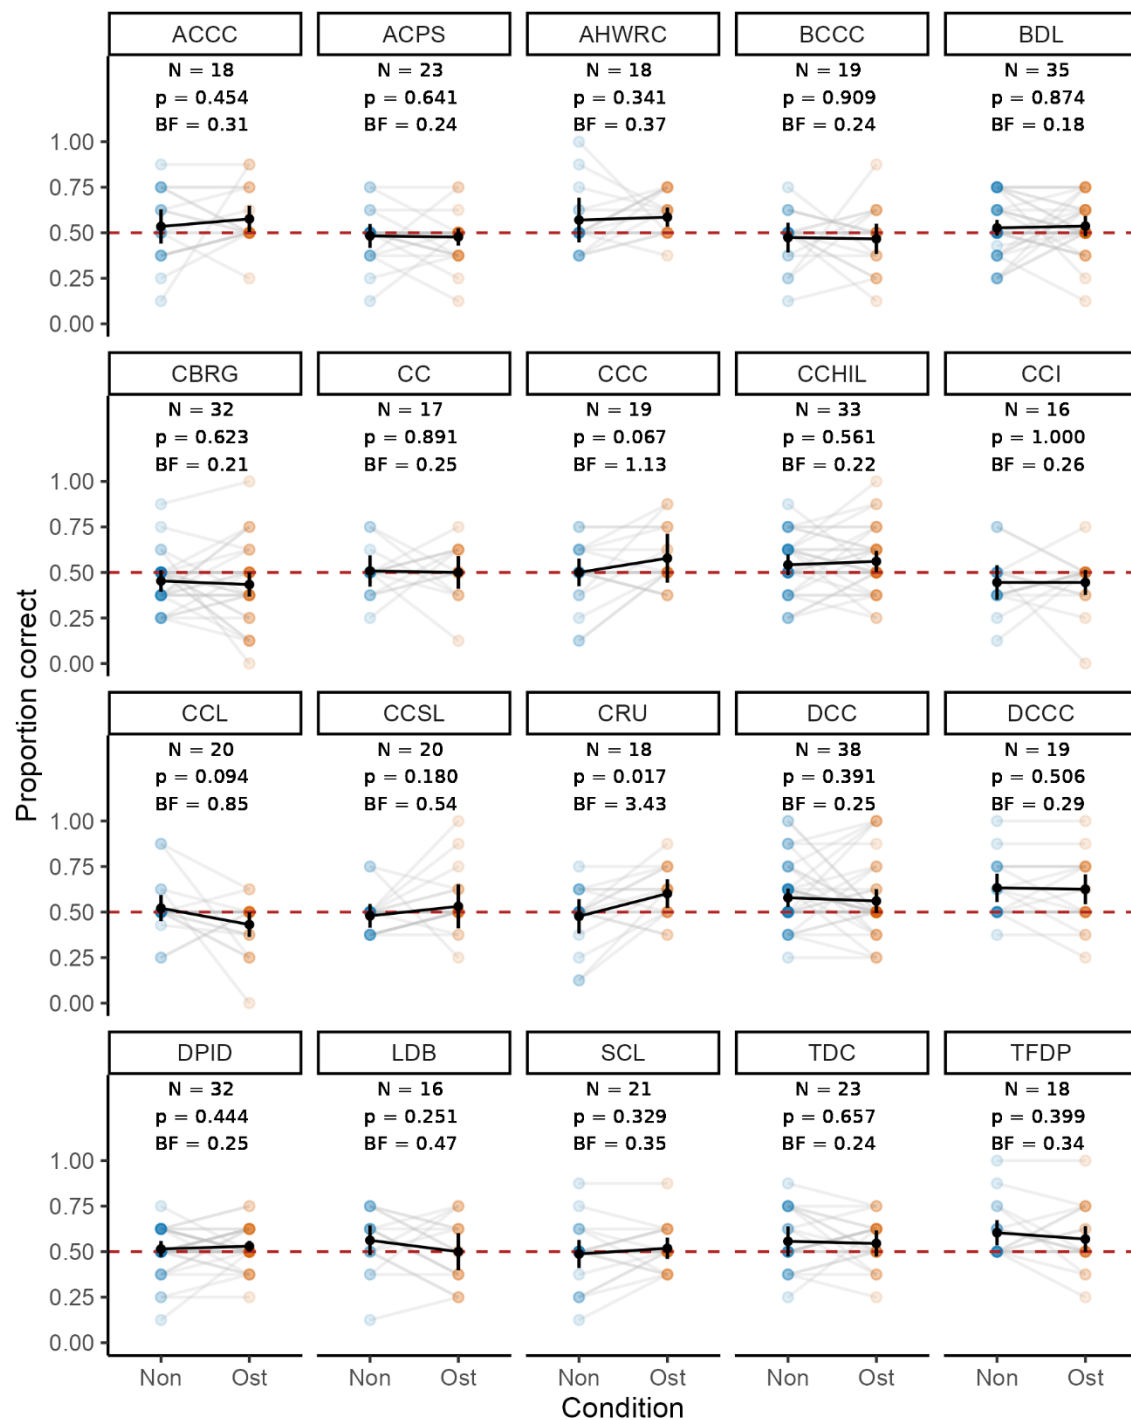 ACCC ACPS AHWRC BCCC BDL
N = 18 N = 23 N = 18 N = 19 N = 35
p = 0.454 p = 0.641 p = 0.341 p = 0.909 p = 0.874
BF = 0.31 BF = 0.24 BF = 0.37 BF = 0.24 BF = 0.18
1.00
0.75
0.50
0.25
0.00
CBRG CC CCC CCHIL CCI
N = 32 N = 17 N = 19 N = 33 N = 16
p = 0.623 p = 0.891 p = 0.067 p = 0.561 p = 1.000
BF = 0.21 BF = 0.25 BF = 1.13 BF = 0.22 BF = 0.26
1.00
0.75
0.50
0.25
0.00
Proportion correct
CCL CCSL CRU DCC DCCC
N = 20 N = 20 N = 18 N = 38 N = 19
p = 0.094 p = 0.180 p = 0.017 p = 0.391 p = 0.506
BF = 0.85 BF = 0.54 BF = 3.43 BF = 0.25 BF = 0.29
1.00
0.75
0.50
0.25
0.00
DPID LDB SCL TDC TFDP
N = 32 N = 16 N = 21 N = 23 N = 18
p = 0.444 p = 0.251 p = 0.329 p = 0.657 p = 0.399
BF = 0.25 BF = 0.47 BF = 0.35 BF = 0.24 BF = 0.34
1.00
0.75
0.50
0.25
0.00
Non Ost Non Ost Non Ost Non Ost Non Ost
Condition